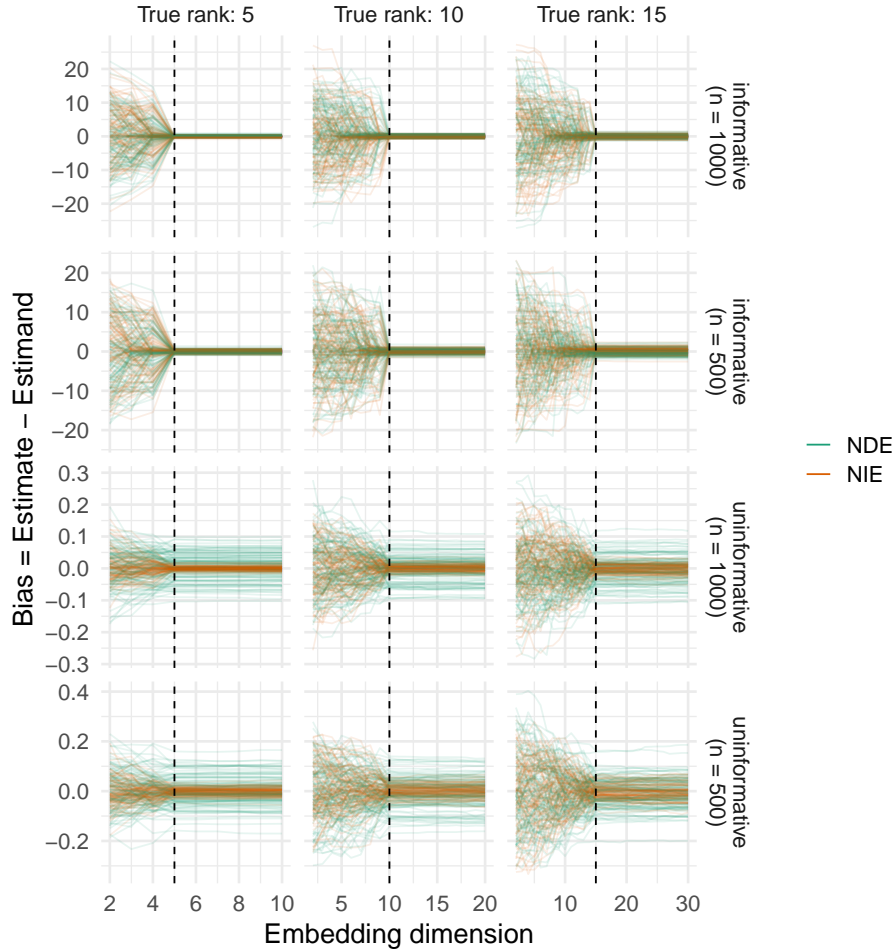 True rank: 5
True rank: 10
True rank: 15
20
10
0
−10
−20
informative
(n = 1000)
20
10
0
−10
−20
informative
(n = 500)
0.3
0.2
0.1
0.0
−0.1
−0.2
−0.3
uninformative
(n = 1000)
0.4
0.2
0.0
−0.2
uninformative
(n = 500)
Bias = Estimate − Estimand
NDE
NIE
2
4
6
8
10
5
10
15
20
10
20
30
Embedding dimension